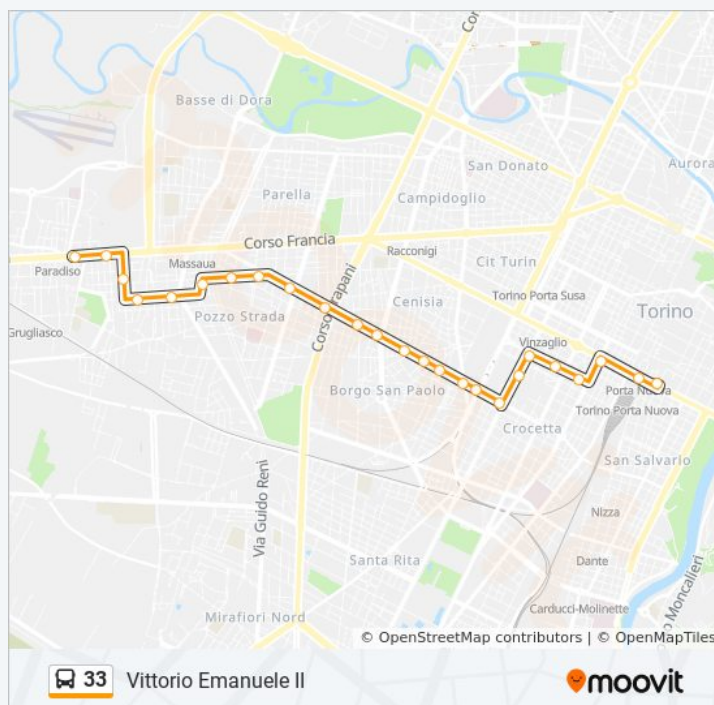 Basse di Dora
San Donato
Aurora
Parella
Campidoglio
Corso Francia
Racconigi
Paradiso
Massaua
Cit Turin
Corso Trapani
Cenisia
Torino Porta Susa
Torino
Pozzo Strada
Grugliasco
Vinzaglio
Borgo San Paolo
Porta Nuova
Torino Porta Nuova
Crocetta
San Salvario
Via Guido Reni
Nizza
Santa Rita
Dante
Carducci-Molinette
Mirafiori Nord
Moncalieri
© OpenStreetMap contributors | © OpenMapTiles
33 Vittorio Emanuele II
moovit